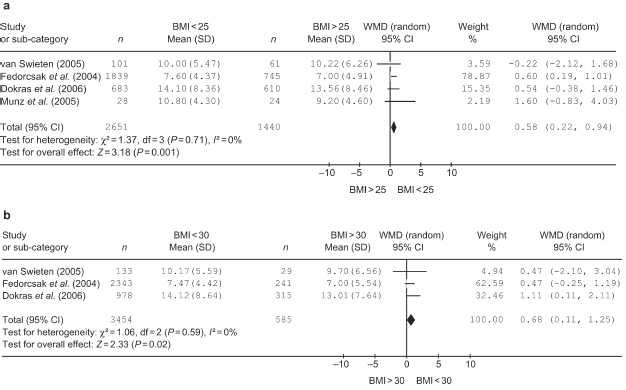 a
Study BMI<25 BMI>25 WMD (random) Weight WMD (random)
or sub-category n Mean (SD) n Mean (SD) 95% CI % 95% CI
van Swieten (2005) 101 10.00 (5.47) 61 10.22 (6.26) 3.59 -0.22 (-2.12, 1.68)
Fedorcsak et al. (2004) 1839 7.60 (4.37) 745 7.00 (4.91) 78.87 0.60 (0.19, 1.01)
Dokras et al. (2006) 683 14.10 (8.36) 610 13.56 (8.46) 15.35 0.54 (-0.38, 1.46)
Munz et al. (2005) 28 10.80 (4.30) 24 9.20 (4.60) 2.19 1.60 (-0.83, 4.03)
Total (95% CI) 2651 1440 100.00 0.58 (0.22, 0.94)
Test for heterogeneity: χ²=1.37, df=3 (P=0.71), I²=0%
Test for overall effect: Z=3.18 (P=0.001)
−10 −5 0 5 10
BMI>25 BMI<25
b
Study BMI<30 BMI>30 WMD (random) Weight WMD (random)
or sub-category n Mean (SD) n Mean (SD) 95% CI % 95% CI
van Swieten (2005) 133 10.17 (5.59) 29 9.70 (6.56) 4.94 0.47 (-2.10, 3.04)
Fedorcsak et al. (2004) 2343 7.47 (4.42) 241 7.00 (5.54) 62.59 0.47 (-0.25, 1.19)
Dokras et al. (2006) 978 14.12 (8.64) 315 13.01 (7.64) 32.46 1.11 (0.11, 2.11)
Total (95% CI) 3454 585 100.00 0.68 (0.11, 1.25)
Test for heterogeneity: χ²=1.06, df=2 (P=0.59), I²=0%
Test for overall effect: Z=2.33 (P=0.02)
−10 −5 0 5 10
BMI>30 BMI<30